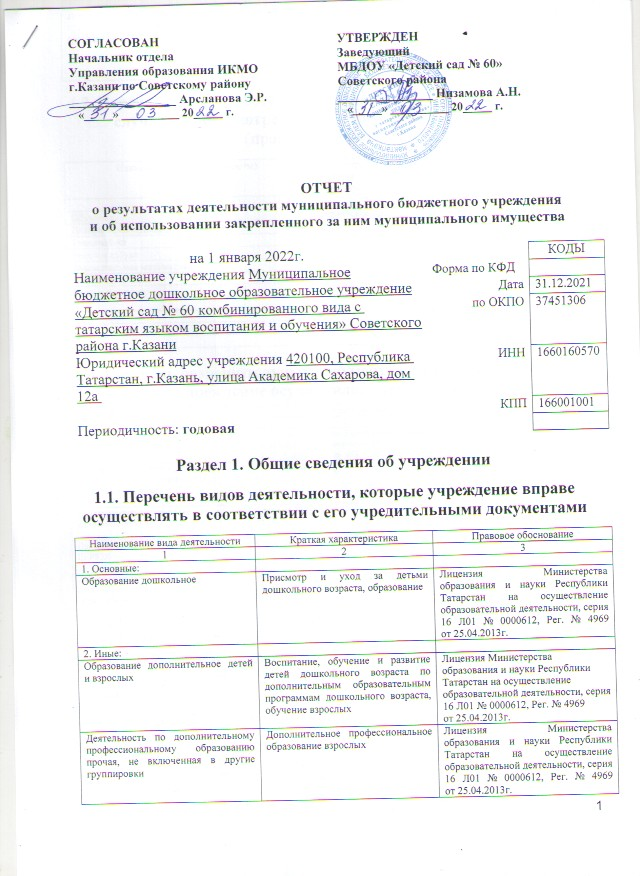 СОГЛАСОВАН
Начальник отдела
Управления образования ИКМО
г.Казани по Советскому району
Арсланова Э.Р.
« 31 » 03 2022 г.
УТВЕРЖДЕН
Заведующий
МБДОУ «Детский сад № 60»
Советского района
Низамова А.Н.
« 31 » 03 2022 г.
ОТЧЕТ
о результатах деятельности муниципального бюджетного учреждения
и об использовании закрепленного за ним муниципального имущества
на 1 января 2022г.
Наименование учреждения Муниципальное
бюджетное дошкольное образовательное учреждение
«Детский сад № 60 комбинированного вида с
татарским языком воспитания и обучения» Советского
района г.Казани
Юридический адрес учреждения 420100, Республика
Татарстан, г.Казань, улица Академика Сахарова, дом
12а
Периодичность: годовая
КОДЫ
Форма по КФД
Дата 31.12.2021
по ОКПО 37451306
ИНН 1660160570
КПП 166001001
Раздел 1. Общие сведения об учреждении
1.1. Перечень видов деятельности, которые учреждение вправе
осуществлять в соответствии с его учредительными документами
Наименование вида деятельности Краткая характеристика Правовое обоснование
1 2 3
1. Основные:
Образование дошкольное
Присмотр и уход за детьми
дошкольного возраста, образование
Лицензия Министерства
образования и науки Республики
Татарстан на осуществление
образовательной деятельности, серия
16 Л01 № 0000612, Рег. № 4969
от 25.04.2013г.
2. Иные:
Образование дополнительное детей
и взрослых
Воспитание, обучение и развитие
детей дошкольного возраста по
дополнительным образовательным
программам дошкольного возраста,
обучение взрослых
Лицензия Министерства
образования и науки Республики
Татарстан на осуществление
образовательной деятельности, серия
16 Л01 № 0000612, Рег. № 4969
от 25.04.2013г.
Деятельность по дополнительному
профессиональному образованию
прочая, не включенная в другие
группировки
Дополнительное профессиональное
образование взрослых
Лицензия Министерства
образования и науки Республики
Татарстан на осуществление
образовательной деятельности, серия
16 Л01 № 0000612, Рег. № 4969
от 25.04.2013г.
1